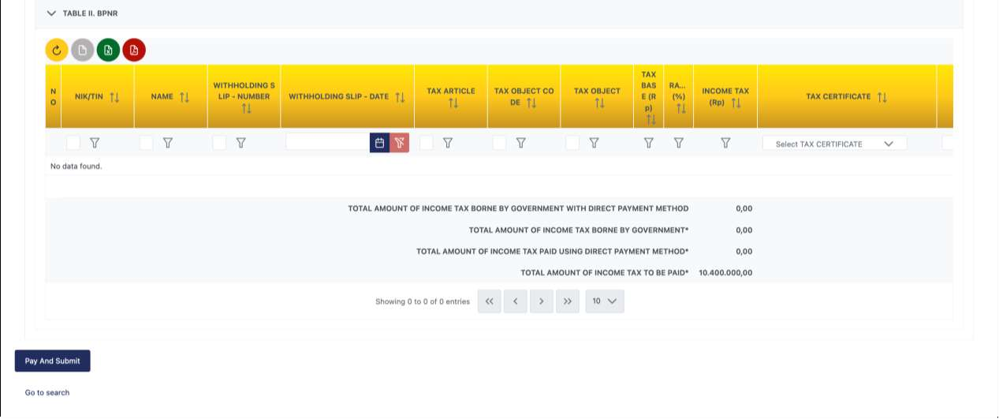 TABLE II. BPNR
NO
NIK/TIN
NAME
WITHHOLDING SLIP - NUMBER
WITHHOLDING SLIP - DATE
TAX ARTICLE
TAX OBJECT CODE
TAX OBJECT
TAX BASE (Rp)
RA... (%)
INCOME TAX (Rp)
TAX CERTIFICATE
Select TAX CERTIFICATE
No data found.
TOTAL AMOUNT OF INCOME TAX BORNE BY GOVERNMENT WITH DIRECT PAYMENT METHOD 0,00
TOTAL AMOUNT OF INCOME TAX BORNE BY GOVERNMENT* 0,00
TOTAL AMOUNT OF INCOME TAX PAID USING DIRECT PAYMENT METHOD* 0,00
TOTAL AMOUNT OF INCOME TAX TO BE PAID* 10.400.000,00
Showing 0 to 0 of 0 entries << < > >> 10
Pay And Submit
Go to search